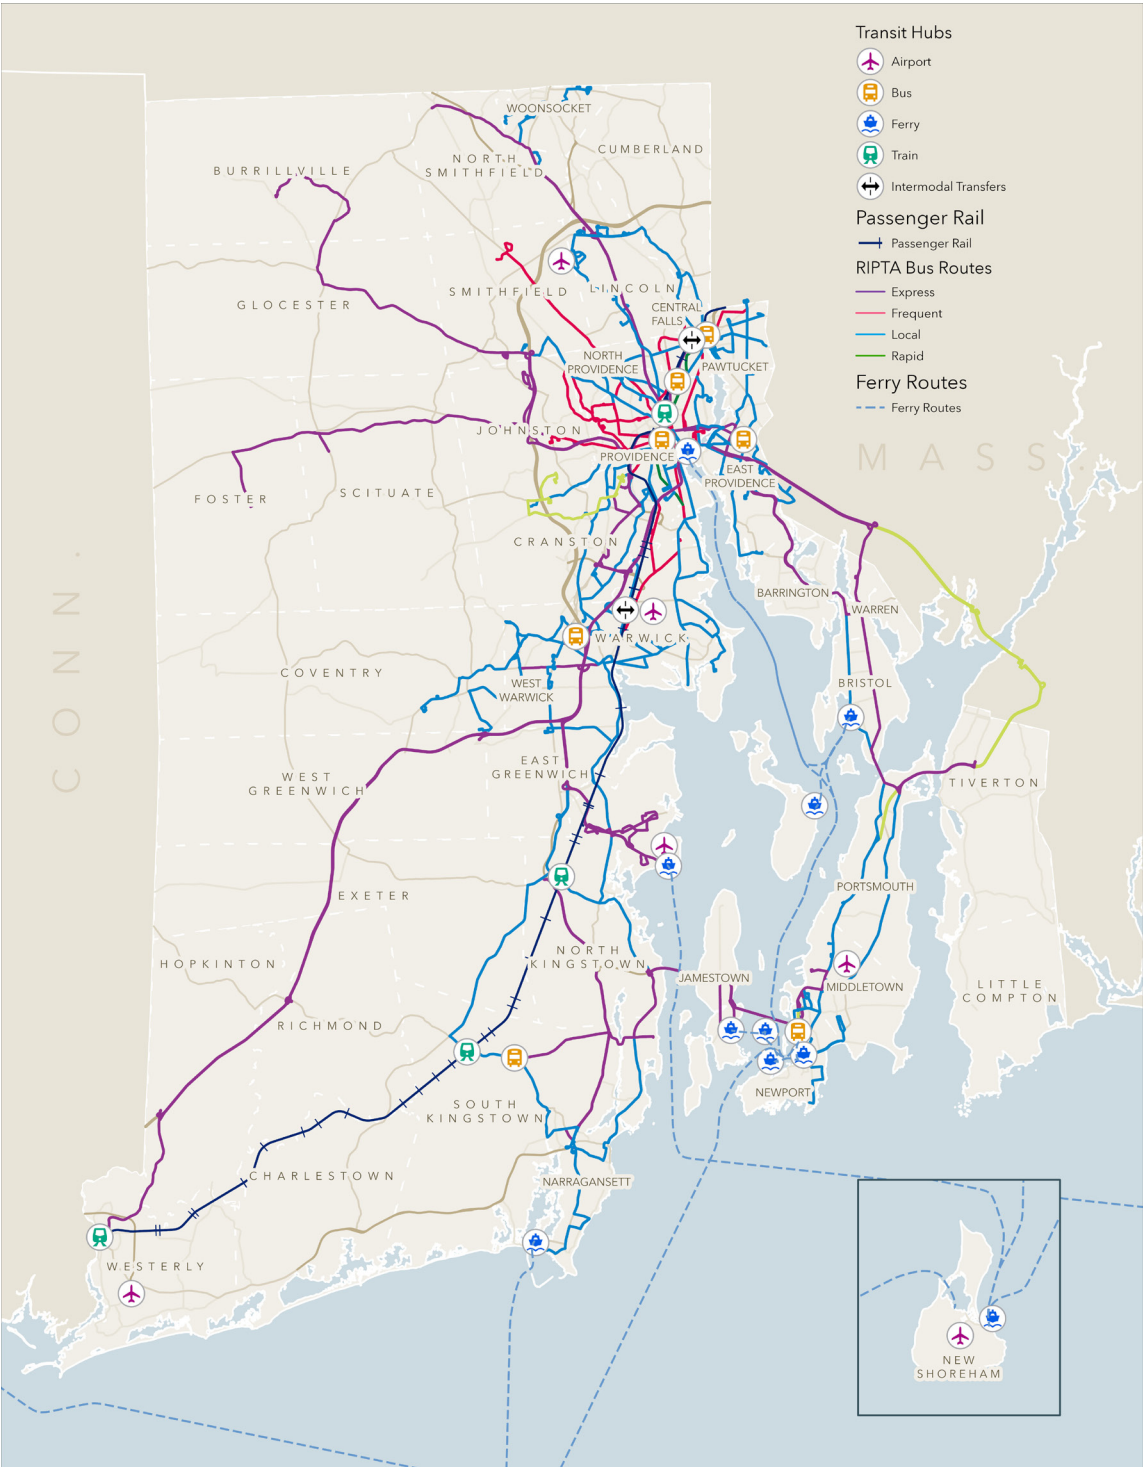 Transit Hubs
Airport
Bus
Ferry
Train
Intermodal Transfers
Passenger Rail
Passenger Rail
RIPTA Bus Routes
Express
Frequent
Local
Rapid
Ferry Routes
Ferry Routes
WOONSOCKET
CUMBERLAND
NORTH
SMITHFIELD
BURRILLVILLE
SMITHFIELD
LINCOLN
GLOCESTER
CENTRAL
FALLS
NORTH
PROVIDENCE
PAWTUCKET
JOHNSTON
PROVIDENCE
MASS.
EAST
PROVIDENCE
FOSTER
SCITUATE
CRANSTON
CONN.
BARRINGTON
WARREN
WARWICK
COVENTRY
WEST
WARWICK
BRISTOL
EAST
GREENWICH
WEST
GREENWICH
TIVERTON
EXETER
PORTSMOUTH
NORTH
KINGSTOWN
HOPKINTON
JAMESTOWN
MIDDLETOWN
LITTLE
COMPTON
RICHMOND
NEWPORT
SOUTH
KINGSTOWN
CHARLESTOWN
NARRAGANSETT
WESTERLY
NEW
SHOREHAM